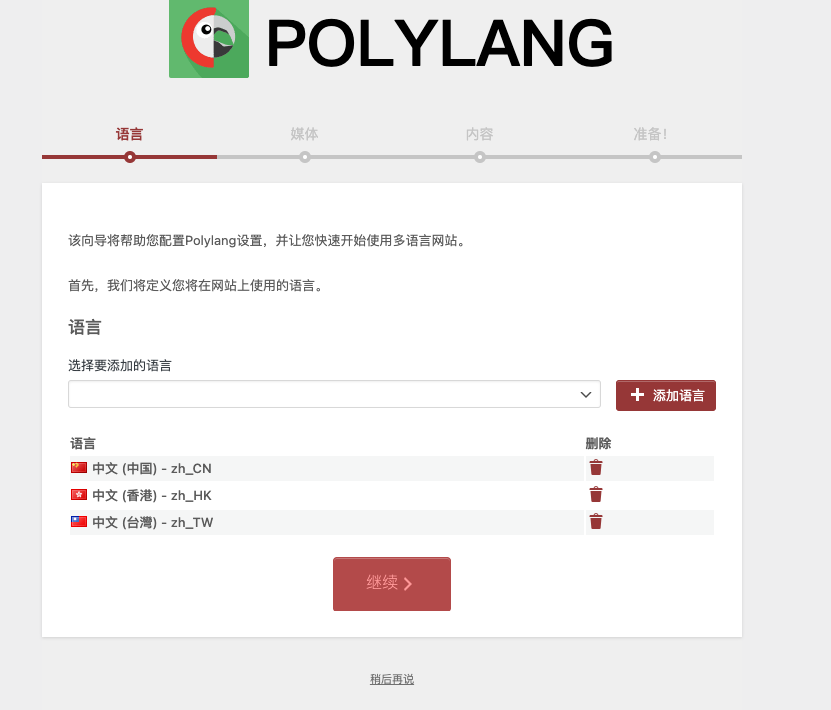 POLYLANG
语言 媒体 内容 准备！
该向导将帮助您配置Polylang设置，并让您快速开始使用多语言网站。
首先，我们将定义您将在网站上使用的语言。
语言
选择要添加的语言
添加语言
语言 删除
中文 (中国) - zh_CN
中文 (香港) - zh_HK
中文 (台灣) - zh_TW
继续
稍后再说